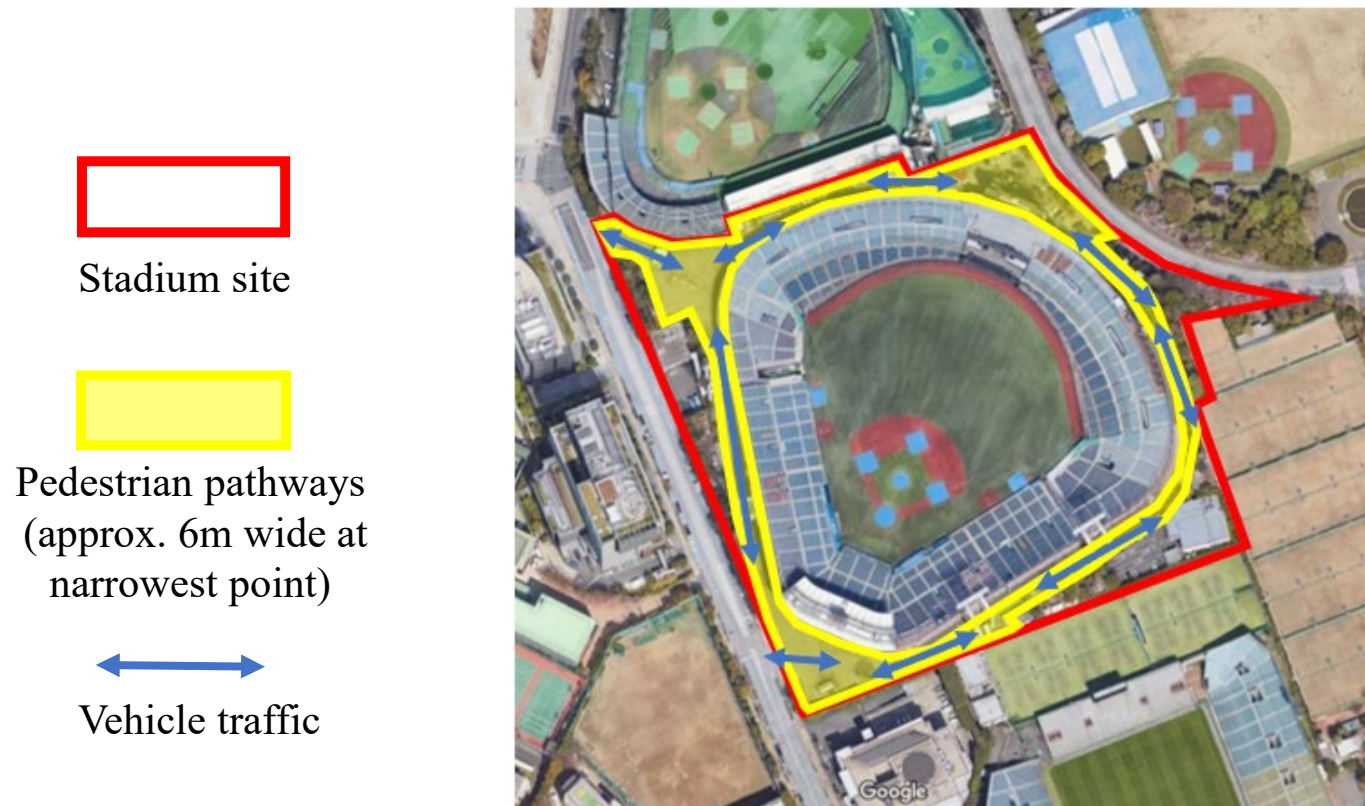 Stadium site
Pedestrian pathways
(approx. 6m wide at
narrowest point)
Vehicle traffic
Google